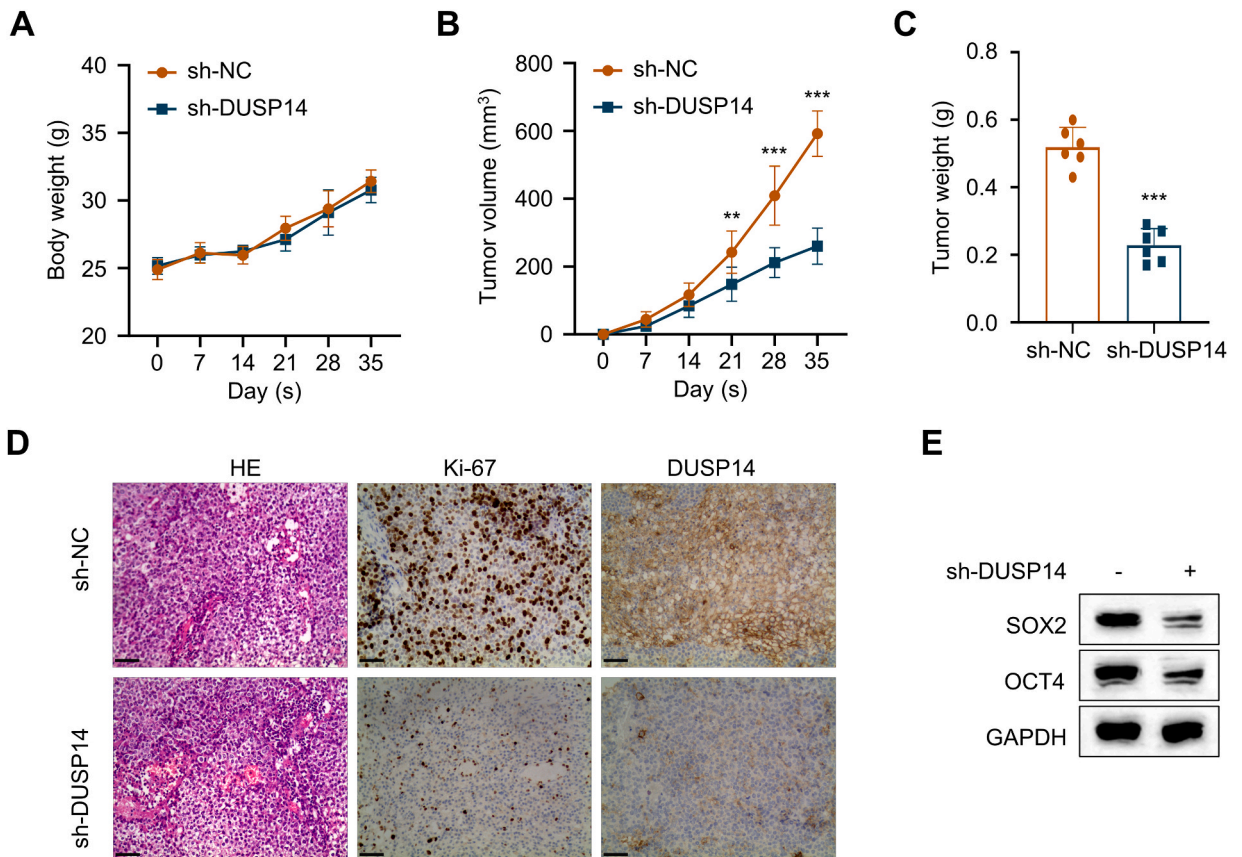 A
sh-NC
sh-DUSP14
Body weight (g)
40
35
30
25
20
0 7 14 21 28 35
Day (s)
B
sh-NC
sh-DUSP14
Tumor volume (mm³)
800
600
400
200
0
** *** ***
0 7 14 21 28 35
Day (s)
C
Tumor weight (g)
0.8
0.6
0.4
0.2
0.0
***
sh-NC sh-DUSP14
D
HE Ki-67 DUSP14
sh-NC
sh-DUSP14
E
sh-DUSP14 - +
SOX2
OCT4
GAPDH